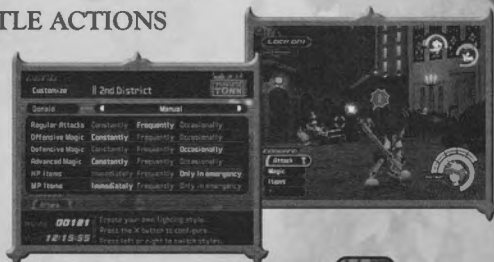 TLE ACTIONS
Customize
2nd District
Donald
Manual
Regular Attacks Constantly Frequently Occasionally
Offensive Magic Constantly Frequently Occasionally
Defensive Magic Constantly Frequently Occasionally
Advanced Magic Constantly Frequently Occasionally
HP Items Immediately Frequently Only in emergency
MP Items Immediately Frequently Only in emergency
00181
12:15:55
Create your own fighting style.
Press the X button to configure.
Press left or right to switch styles.
LOCK ON!
Attack
Magic
Items